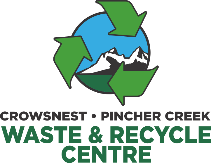 CROWSNEST • PINCHER CREEK
WASTE & RECYCLE
CENTRE